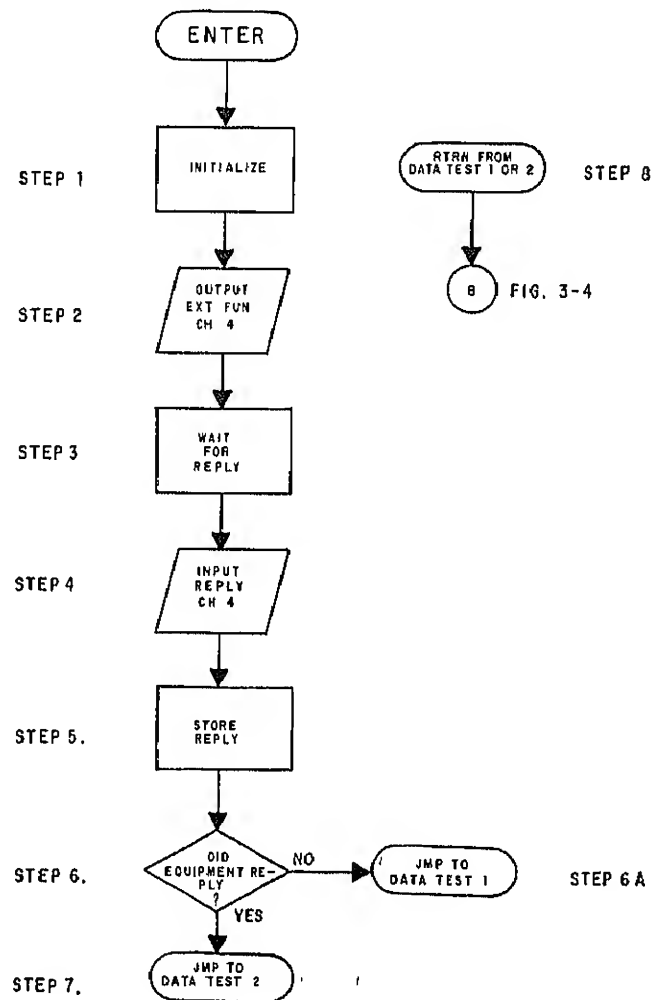 ENTER
STEP 1
INITIALIZE
RTRN FROM
DATA TEST 1 OR 2
STEP 8
B
FIG. 3-4
STEP 2
OUTPUT
EXT FUN
CH 4
STEP 3
WAIT
FOR
REPLY
STEP 4
INPUT
REPLY
CH 4
STEP 5.
STORE
REPLY
STEP 6.
DID
EQUIPMENT RE-
PLY
?
NO
JMP TO
DATA TEST 1
STEP 6A
YES
STEP 7.
JMP TO
DATA TEST 2